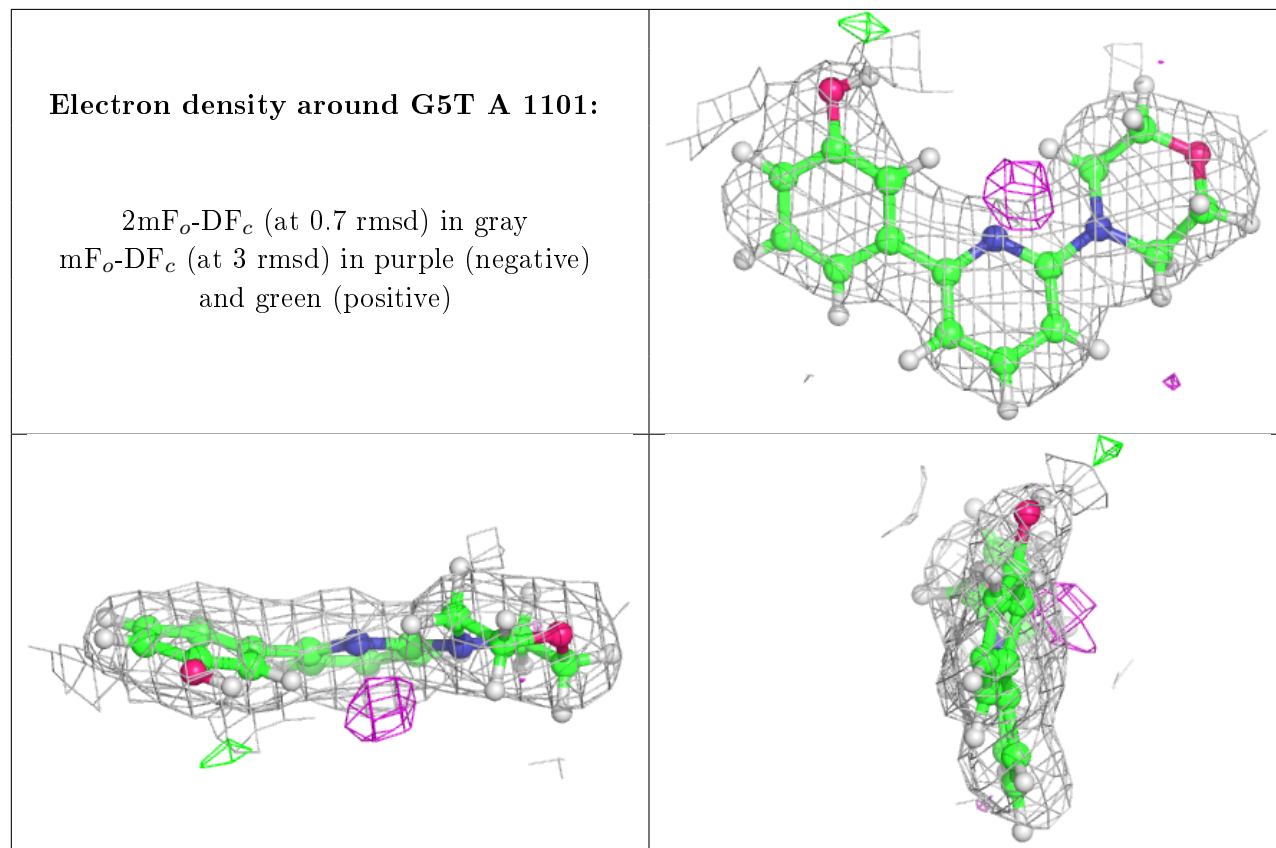 Electron density around G5T A 1101:
2mFo-DFc (at 0.7 rmsd) in gray
mFo-DFc (at 3 rmsd) in purple (negative)
and green (positive)